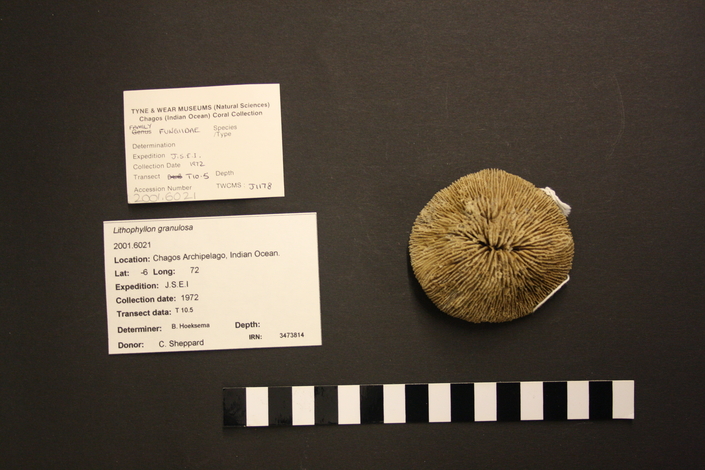 TYNE & WEAR MUSEUMS (Natural Sciences)
Chagos (Indian Ocean) Coral Collection
FAMILY
Genus FUNGIIDAE Species
/Type
Determination
Expedition J.S.E.I.
Collection Date 1972
Transect T10-5 Depth
Accession Number TWCMS : J1178
2001.6021
Lithophyllon granulosa
2001.6021
Location: Chagos Archipelago, Indian Ocean.
Lat: -6 Long: 72
Expedition: J.S.E.I
Collection date: 1972
Transect data: T 10.5
Determiner: B. Hoeksema Depth:
IRN: 3473814
Donor: C. Sheppard